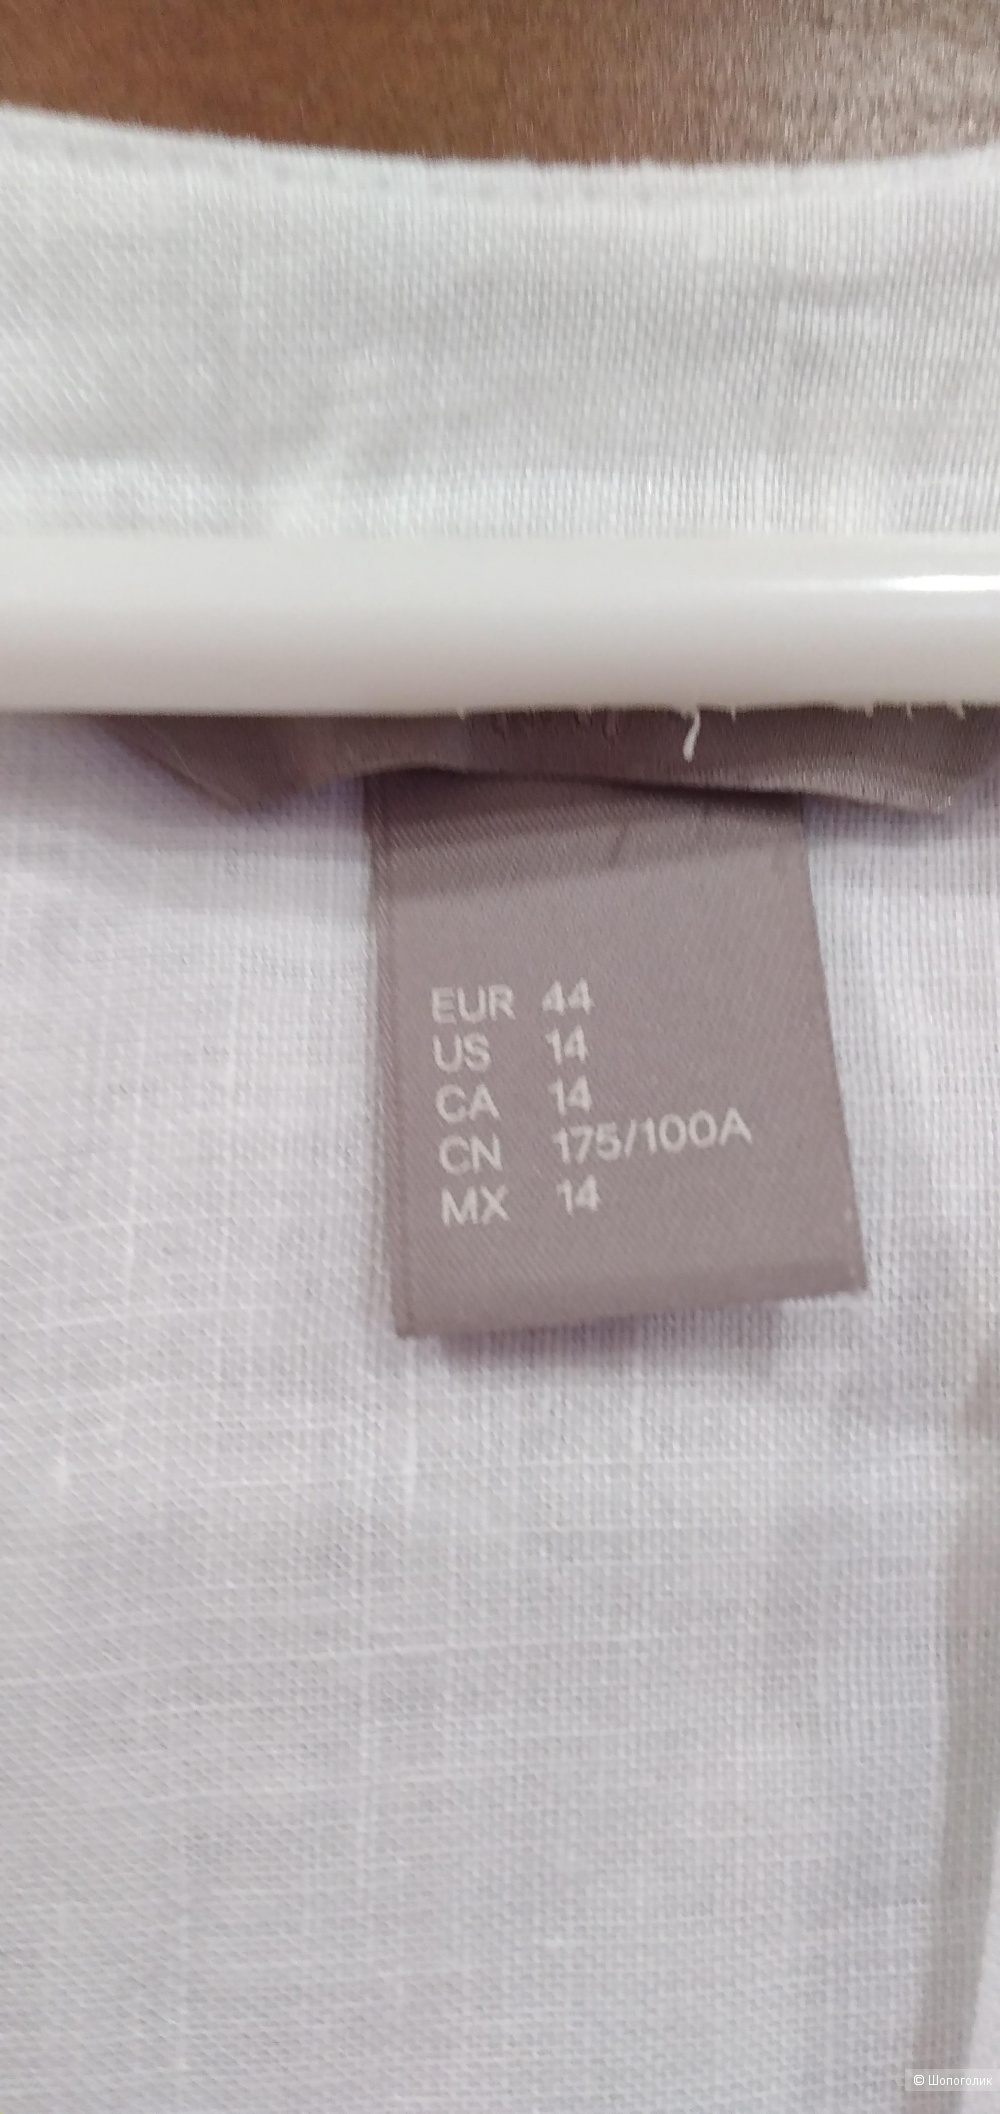 EUR 44
US 14
CA 14
CN 175/100A
MX 14
© Шопоголик